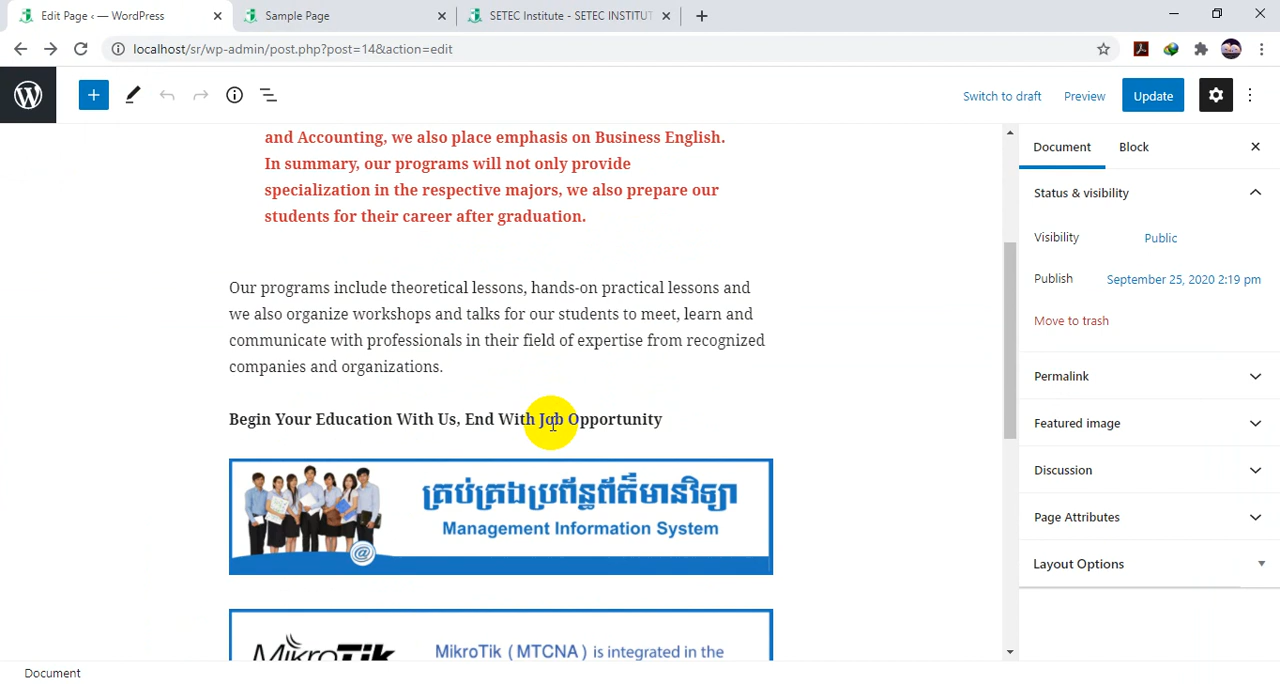 Edit Page ‹ — WordPress
Sample Page
SETEC Institute - SETEC INSTITUT
localhost/sr/wp-admin/post.php?post=14&action=edit
Switch to draft
Preview
Update
and Accounting, we also place emphasis on Business English.
In summary, our programs will not only provide
specialization in the respective majors, we also prepare our
students for their career after graduation.
Our programs include theoretical lessons, hands-on practical lessons and
we also organize workshops and talks for our students to meet, learn and
communicate with professionals in their field of expertise from recognized
companies and organizations.
Begin Your Education With Us, End With Job Opportunity
គ្រប់គ្រងប្រព័ន្ធព័ត៌មានវិទ្យា
Management Information System
@
MikroTik
MikroTik (MTCNA) is integrated in the
Document
Block
Status & visibility
Visibility
Public
Publish
September 25, 2020 2:19 pm
Move to trash
Permalink
Featured image
Discussion
Page Attributes
Layout Options
Document